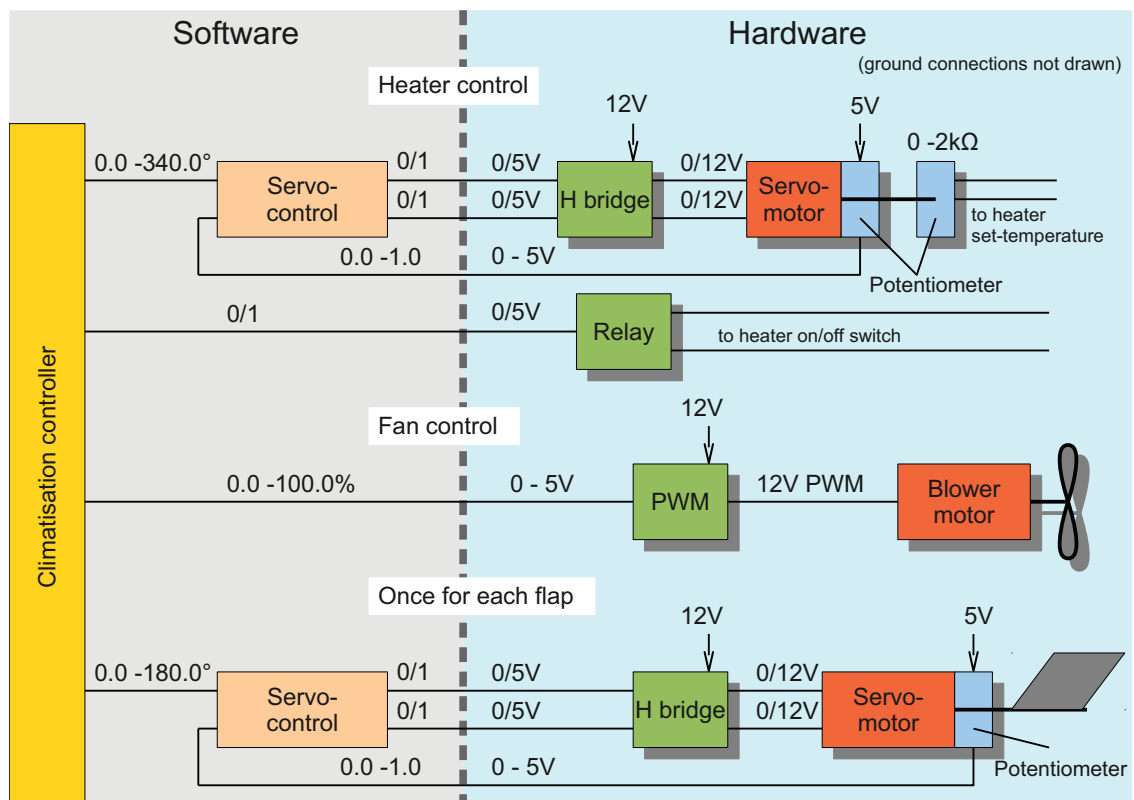 Software
Hardware
(ground connections not drawn)
Heater control
12V
5V
0.0 -340.0°
0/1
0/5V
0/12V
0 -2kΩ
Servo-
control
H bridge
Servo-
motor
0/1
0/5V
0/12V
to heater
set-temperature
0.0 -1.0
0 - 5V
Potentiometer
0/1
0/5V
Relay
to heater on/off switch
Climatisation controller
Fan control
12V
0.0 -100.0%
0 - 5V
PWM
12V PWM
Blower
motor
Once for each flap
12V
5V
0.0 -180.0°
0/1
0/5V
0/12V
Servo-
control
H bridge
Servo-
motor
0/1
0/5V
0/12V
0.0 -1.0
0 - 5V
Potentiometer